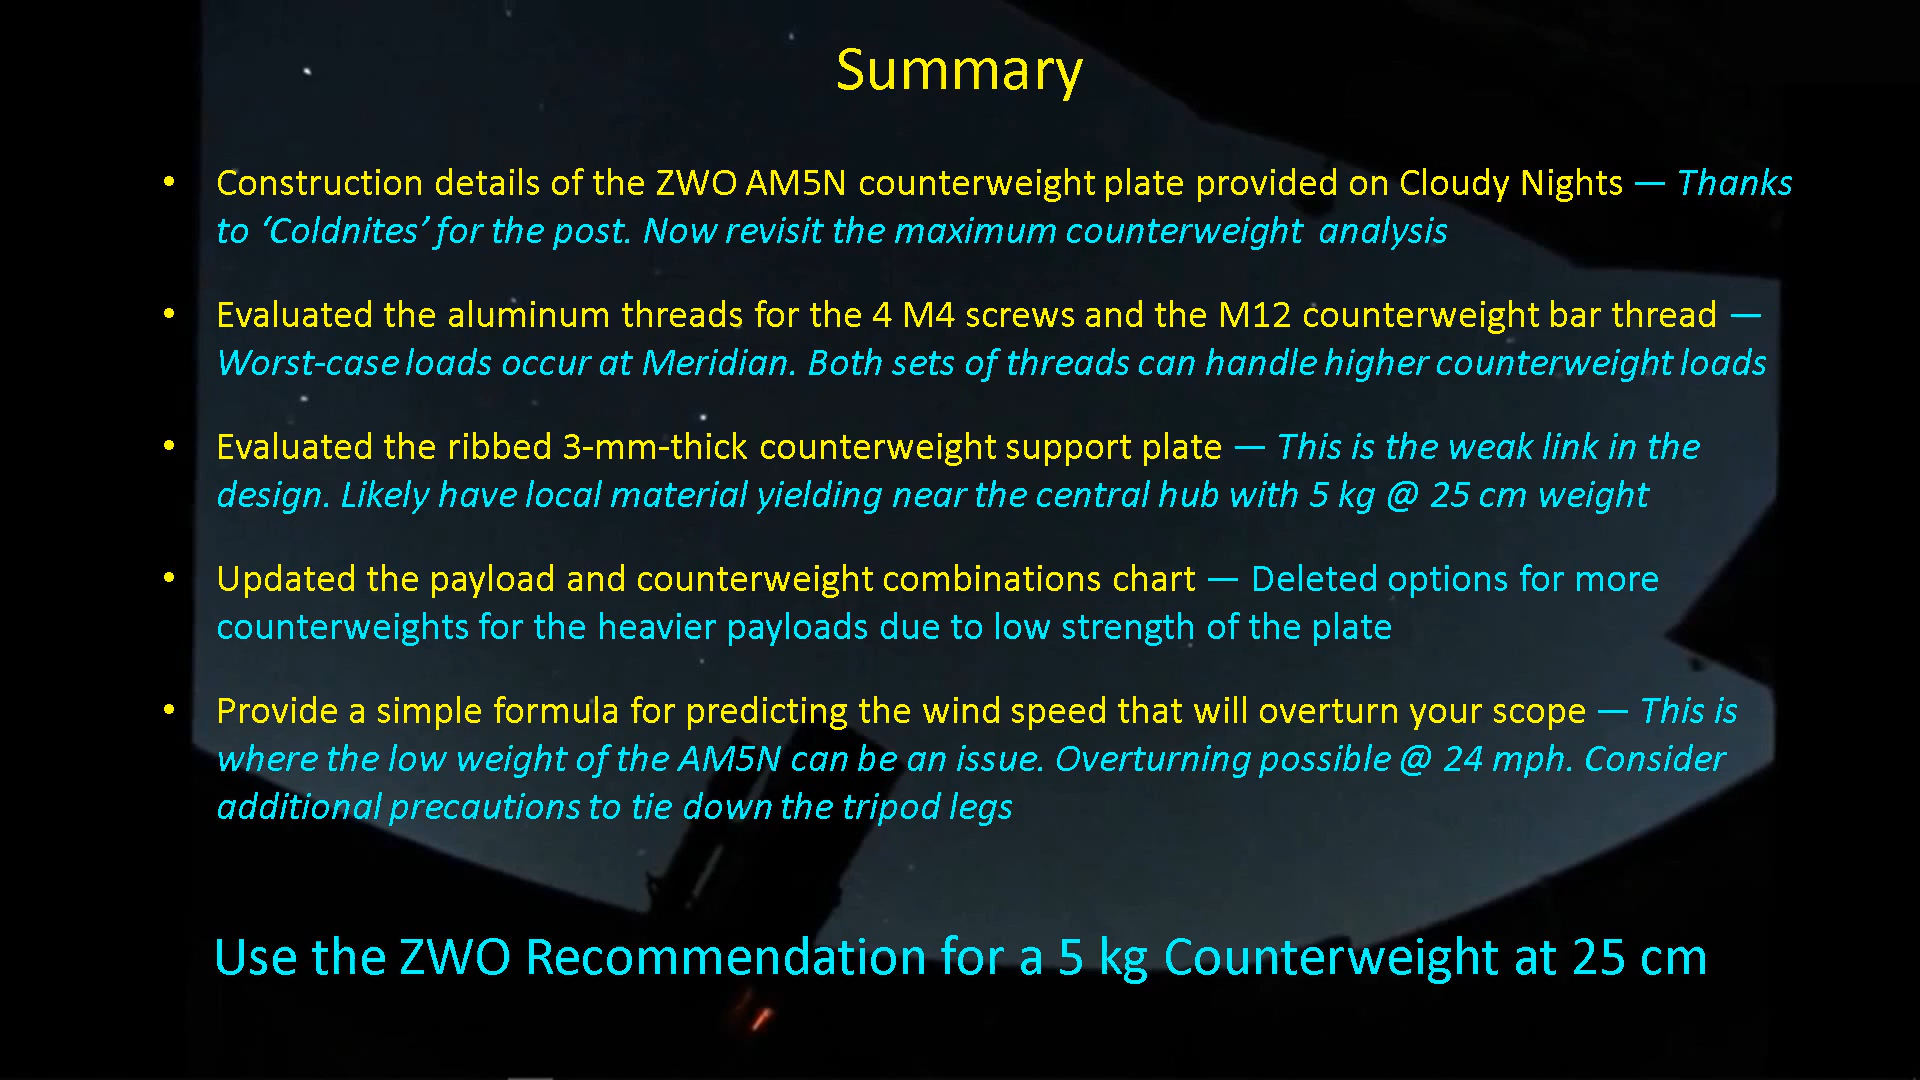 Summary
• Construction details of the ZWO AM5N counterweight plate provided on Cloudy Nights — Thanks
to ‘Coldnites’ for the post. Now revisit the maximum counterweight analysis
• Evaluated the aluminum threads for the 4 M4 screws and the M12 counterweight bar thread —
Worst-case loads occur at Meridian. Both sets of threads can handle higher counterweight loads
• Evaluated the ribbed 3-mm-thick counterweight support plate — This is the weak link in the
design. Likely have local material yielding near the central hub with 5 kg @ 25 cm weight
• Updated the payload and counterweight combinations chart — Deleted options for more
counterweights for the heavier payloads due to low strength of the plate
• Provide a simple formula for predicting the wind speed that will overturn your scope — This is
where the low weight of the AM5N can be an issue. Overturning possible @ 24 mph. Consider
additional precautions to tie down the tripod legs
Use the ZWO Recommendation for a 5 kg Counterweight at 25 cm